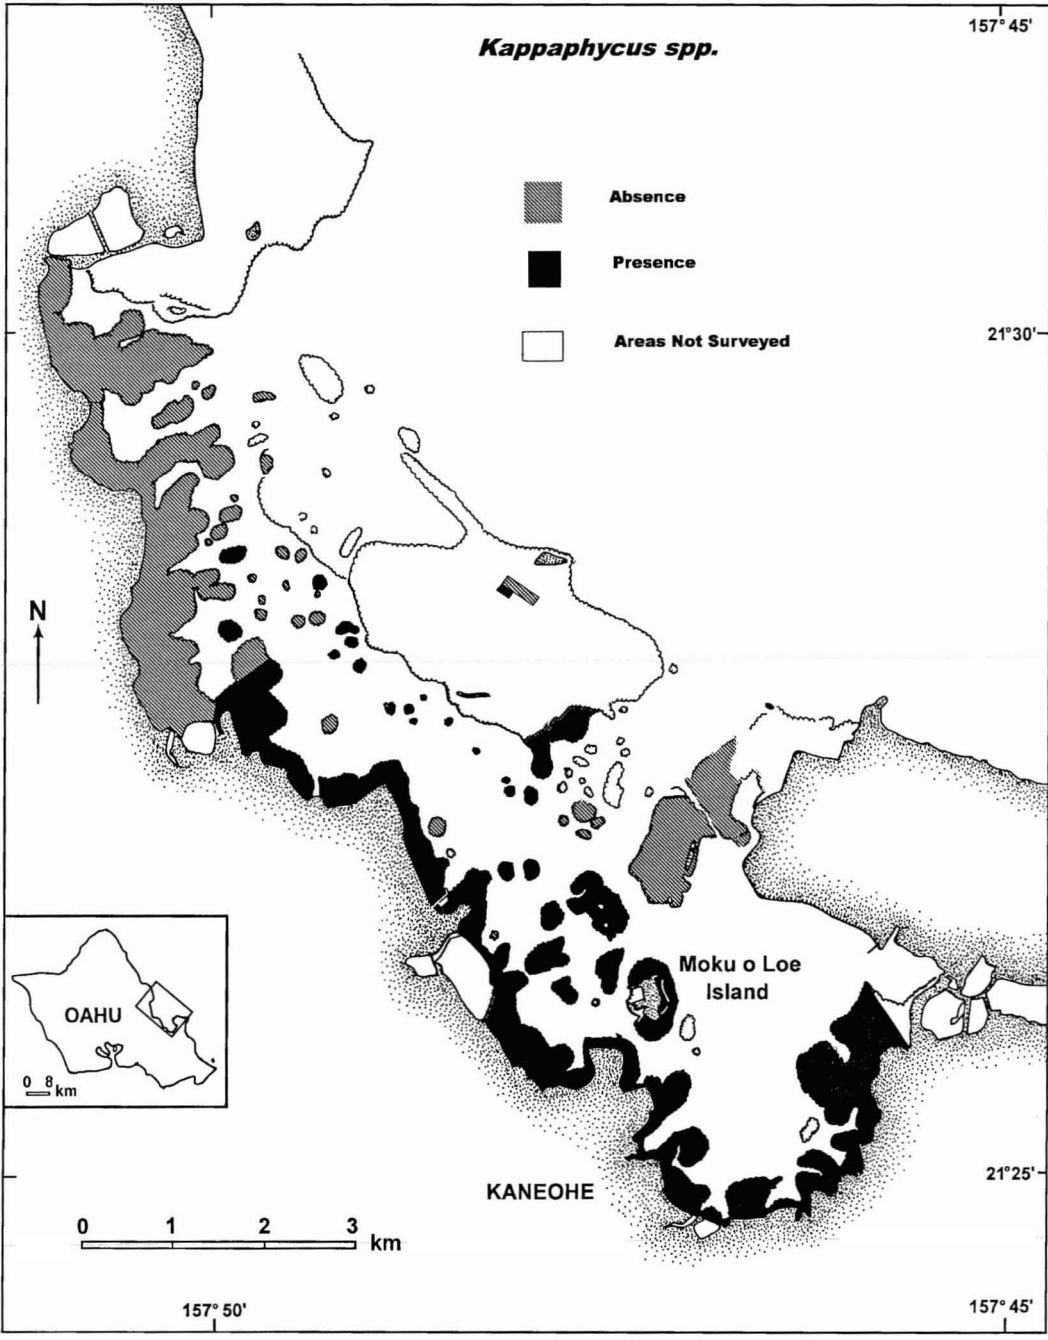 157° 45'
Kappaphycus spp.
Absence
Presence
21° 30'
Areas Not Surveyed
N
Moku o Loe
Island
OAHU
0 8
km
21° 25'
KANEOHE
0 1 2 3
km
157° 50'
157° 45'